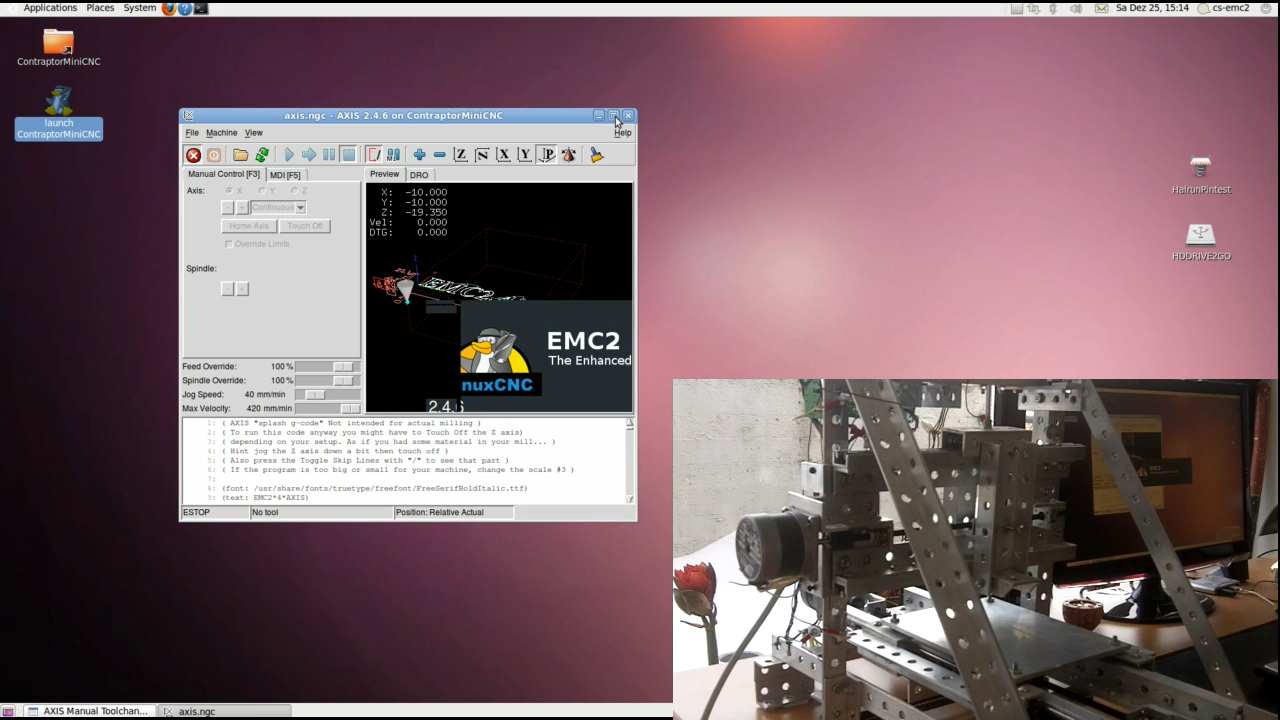 Applications Places System
Sa Dez 25, 15:14 cs-emc2
ContraptorMiniCNC
launch
ContraptorMiniCNC
HalrunPintest
HDDRIVE2GO
axis.ngc - AXIS 2.4.6 on ContraptorMiniCNC
File Machine View Help
Z N X Y P
Manual Control [F3] MDI [F5]
Preview DRO
Axis: X Y Z
- + Continuous
Home Axis Touch Off
Override Limits
Spindle:
- +
X: -10.000
Y: -10.000
Z: -19.350
Vel: 0.000
DTG: 0.000
EMC2
The Enhanced
nuxCNC
2.4.6
Feed Override: 100 %
Spindle Override: 100 %
Jog Speed: 40 mm/min
Max Velocity: 420 mm/min
1: ( AXIS "splash g-code" Not intended for actual milling )
2: ( To run this code anyway you might have to Touch Off the Z axis)
3: ( depending on your setup. As if you had some material in your mill... )
4: ( Hint jog the Z axis down a bit then touch off )
5: ( Also press the Toggle Skip Lines with "/" to see that part )
6: ( If the program is too big or small for your machine, change the scale #3 )
7:
8: (font: /usr/share/fonts/truetype/freefont/FreeSerifBoldItalic.ttf)
9: (text: EMC2*4*AXIS)
ESTOP No tool Position: Relative Actual
AXIS Manual Toolchan... axis.ngc